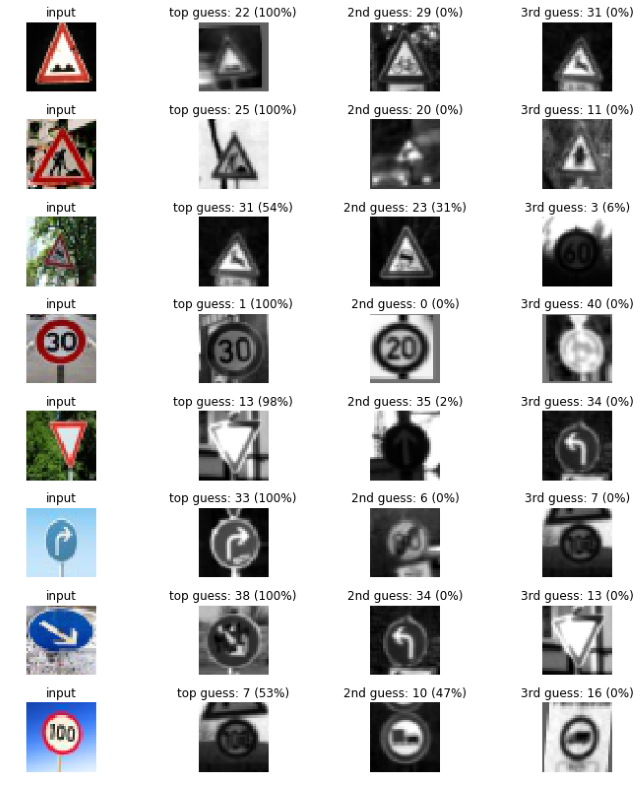 input top guess: 22 (100%) 2nd guess: 29 (0%) 3rd guess: 31 (0%)
input top guess: 25 (100%) 2nd guess: 20 (0%) 3rd guess: 11 (0%)
input top guess: 31 (54%) 2nd guess: 23 (31%) 3rd guess: 3 (6%)
60
input top guess: 1 (100%) 2nd guess: 0 (0%) 3rd guess: 40 (0%)
30 30 20
input top guess: 13 (98%) 2nd guess: 35 (2%) 3rd guess: 34 (0%)
input top guess: 33 (100%) 2nd guess: 6 (0%) 3rd guess: 7 (0%)
input top guess: 38 (100%) 2nd guess: 34 (0%) 3rd guess: 13 (0%)
input top guess: 7 (53%) 2nd guess: 10 (47%) 3rd guess: 16 (0%)
100